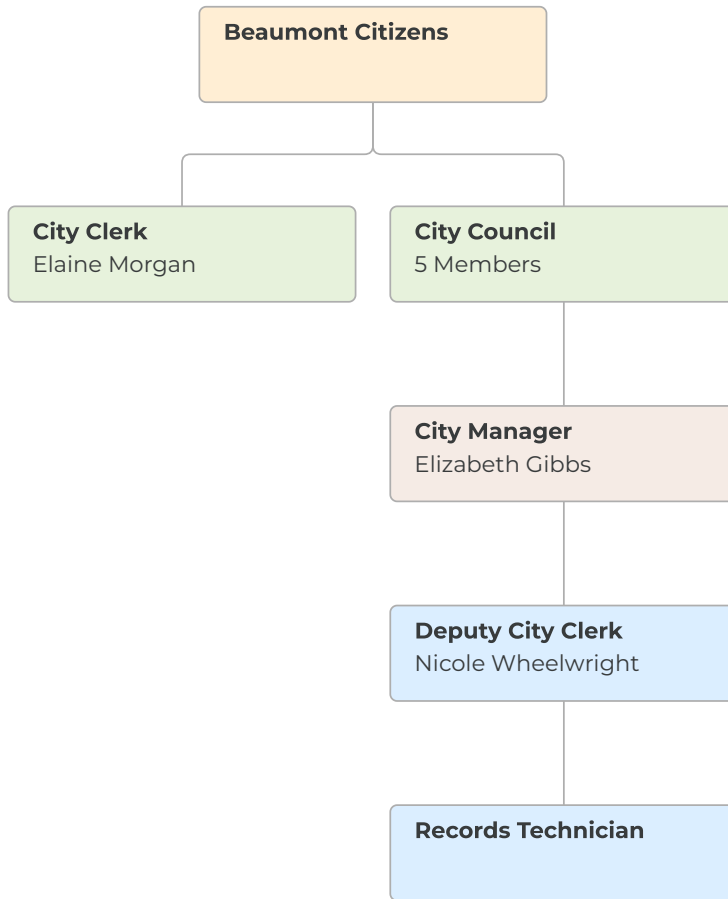 Beaumont Citizens
City Clerk
Elaine Morgan
City Council
5 Members
City Manager
Elizabeth Gibbs
Deputy City Clerk
Nicole Wheelwright
Records Technician